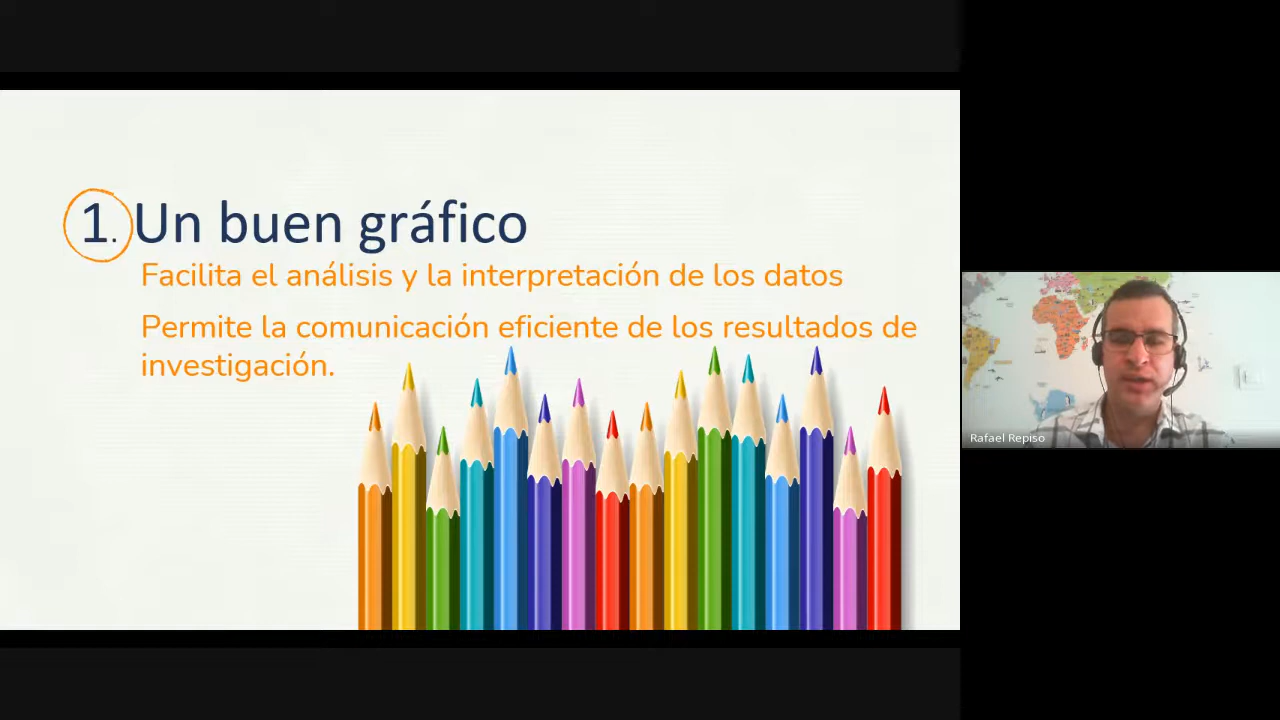 1. Un buen gráfico
Facilita el análisis y la interpretación de los datos
Permite la comunicación eficiente de los resultados de
investigación.
Rafael Repiso